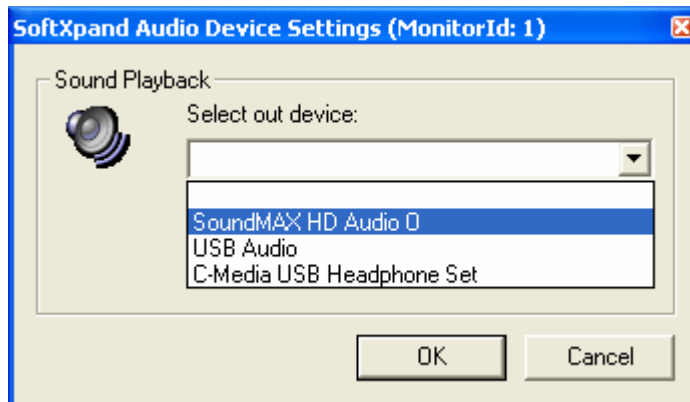 SoftXpand Audio Device Settings (MonitorId: 1)
Sound Playback
Select out device:
SoundMAX HD Audio O
USB Audio
C-Media USB Headphone Set
OK
Cancel